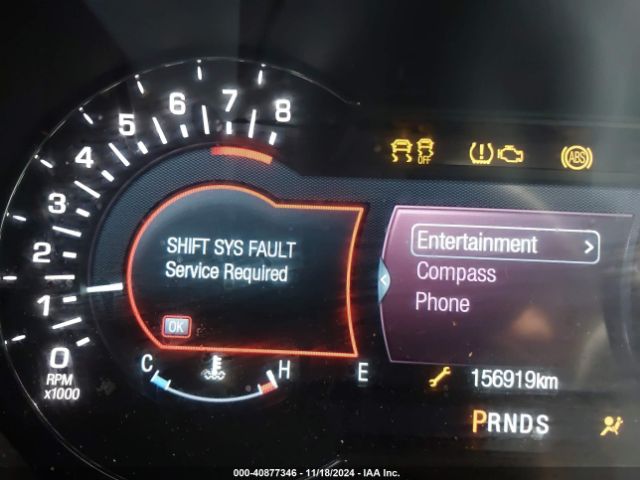 8
7
6
5
4
3
2
1
0
RPM
x1000
OFF
ABS
SHIFT SYS FAULT
Service Required
OK
Entertainment >
Compass
Phone
C H E
156919km
PRNDS
000-40877346 - 11/18/2024 - IAA Inc.